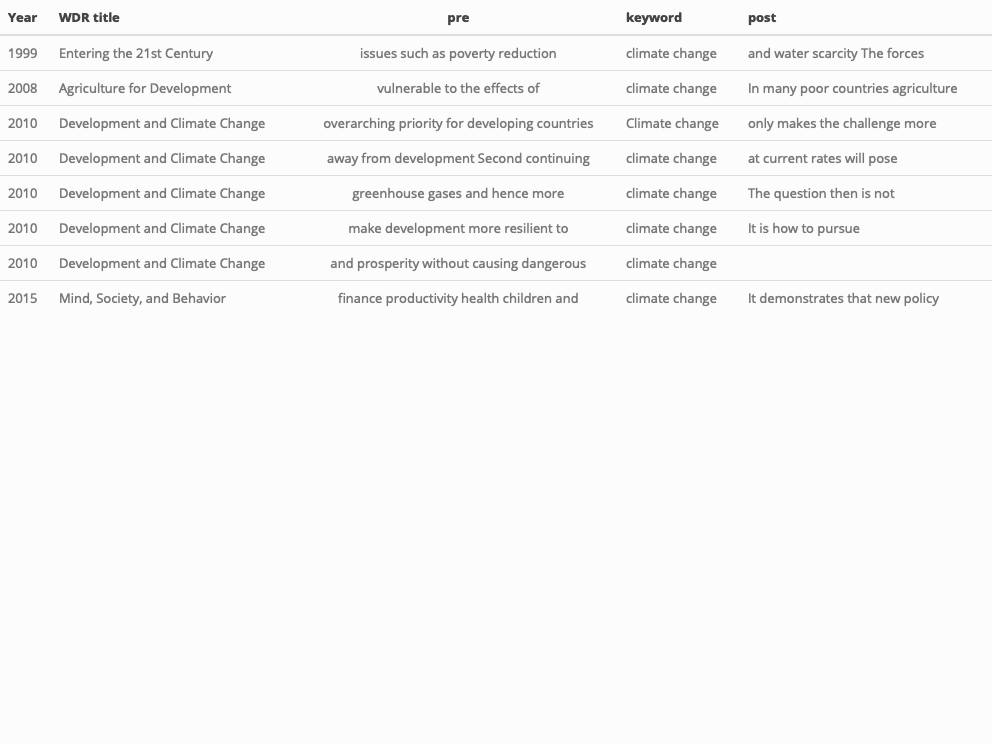 Year WDR title pre keyword post
1999 Entering the 21st Century issues such as poverty reduction climate change and water scarcity The forces
2008 Agriculture for Development vulnerable to the effects of climate change In many poor countries agriculture
2010 Development and Climate Change overarching priority for developing countries Climate change only makes the challenge more
2010 Development and Climate Change away from development Second continuing climate change at current rates will pose
2010 Development and Climate Change greenhouse gases and hence more climate change The question then is not
2010 Development and Climate Change make development more resilient to climate change It is how to pursue
2010 Development and Climate Change and prosperity without causing dangerous climate change
2015 Mind, Society, and Behavior finance productivity health children and climate change It demonstrates that new policy